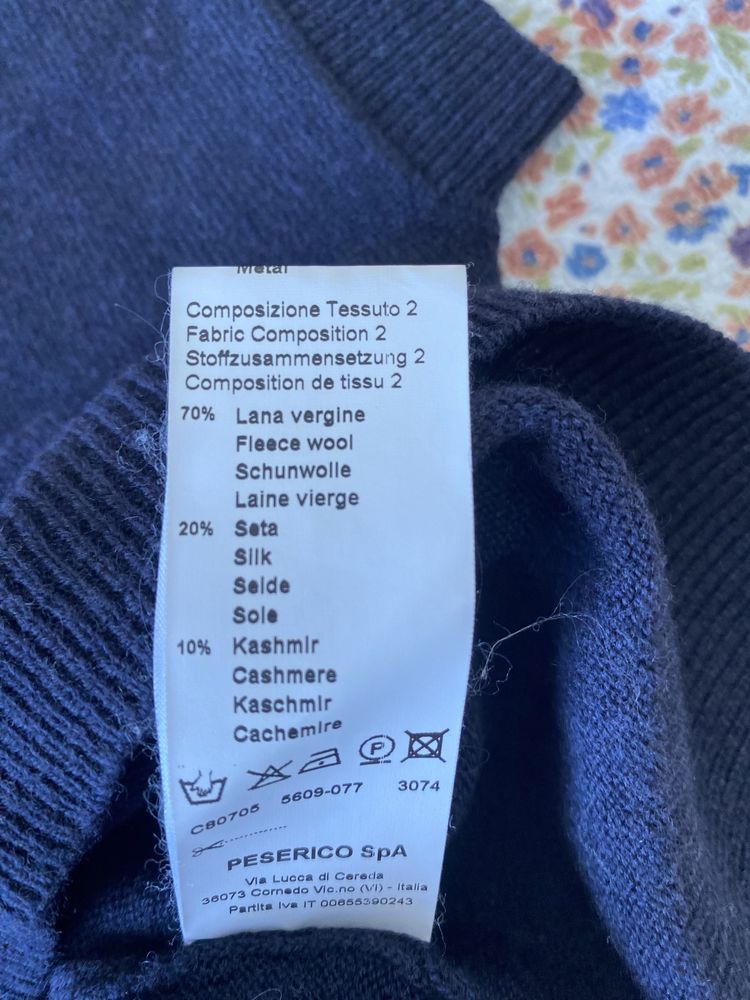 Metal
Composizione Tessuto 2
Fabric Composition 2
Stoffzusammensetzung 2
Composition de tissu 2
70% Lana vergine
Fleece wool
Schunwolle
Laine vierge
20% Seta
Silk
Seide
Sole
10% Kashmir
Cashmere
Kaschmir
Cachemire
P
C80705 5609-077 3074
PESERICO SpA
Via Lucca di Cereda
36073 Cornedo Vic.no (VI) - Italia
Partita Iva IT 00655390243